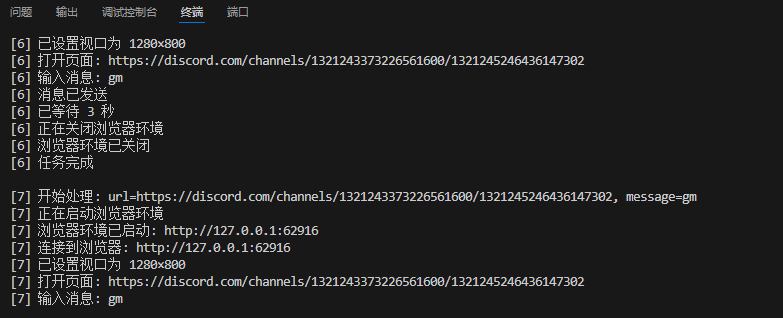 问题 输出 调试控制台 终端 端口
[6] 已设置视口为 1280×800
[6] 打开页面: https://discord.com/channels/1321243373226561600/1321245246436147302
[6] 输入消息: gm
[6] 消息已发送
[6] 已等待 3 秒
[6] 正在关闭浏览器环境
[6] 浏览器环境已关闭
[6] 任务完成
[7] 开始处理: url=https://discord.com/channels/1321243373226561600/1321245246436147302, message=gm
[7] 正在启动浏览器环境
[7] 浏览器环境已启动: http://127.0.0.1:62916
[7] 连接到浏览器: http://127.0.0.1:62916
[7] 已设置视口为 1280×800
[7] 打开页面: https://discord.com/channels/1321243373226561600/1321245246436147302
[7] 输入消息: gm